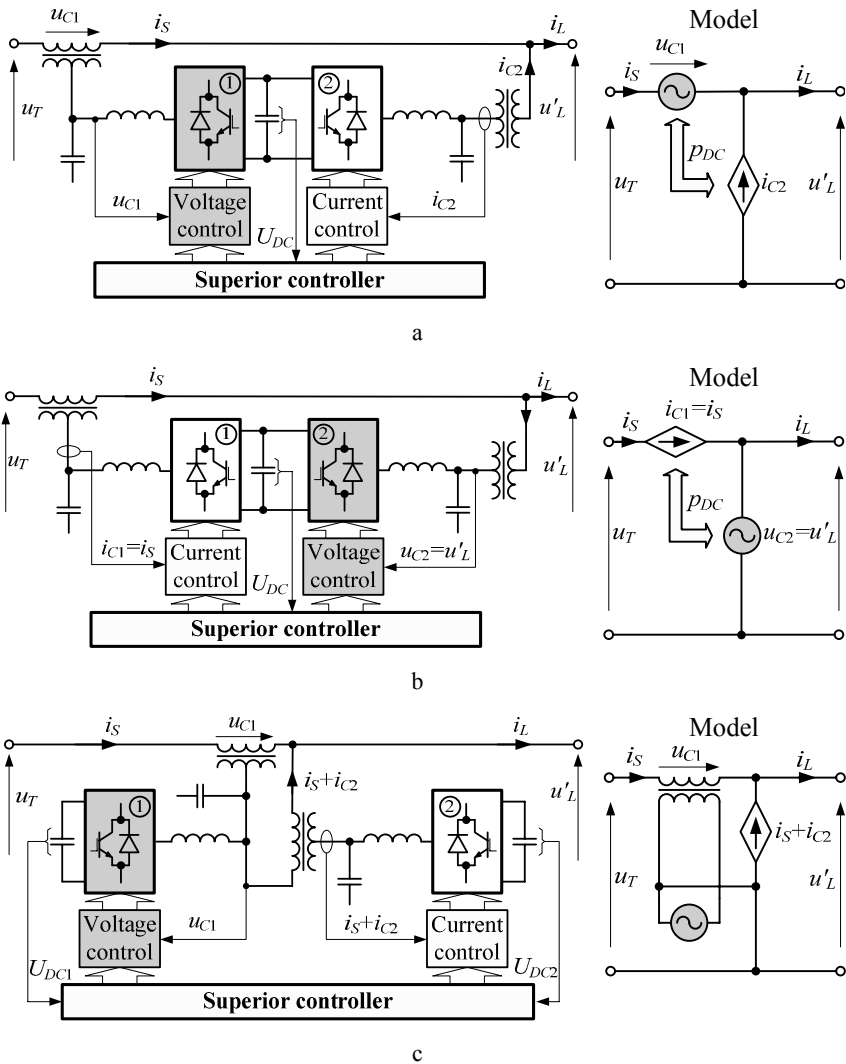 u_C1
i_S
i_L
Model
u_C1
i_C2
i_S
i_L
1
2
u_T
u'_L
p_DC
u_T
i_C2
u'_L
u_C1
Voltage control
U_DC
Current control
i_C2
Superior controller
a
i_S
i_L
Model
i_C1=i_S
i_S
i_L
1
2
u_T
u'_L
p_DC
u_T
u_C2=u'_L
i_C1=i_S
Current control
U_DC
Voltage control
u_C2=u'_L
Superior controller
b
i_S
u_C1
i_L
Model
i_S
u_C1
i_L
i_S+i_C2
u_T
u'_L
1
2
i_S+i_C2
u_T
u'_L
Voltage control
u_C1
i_S+i_C2
Current control
U_DC1
U_DC2
Superior controller
c